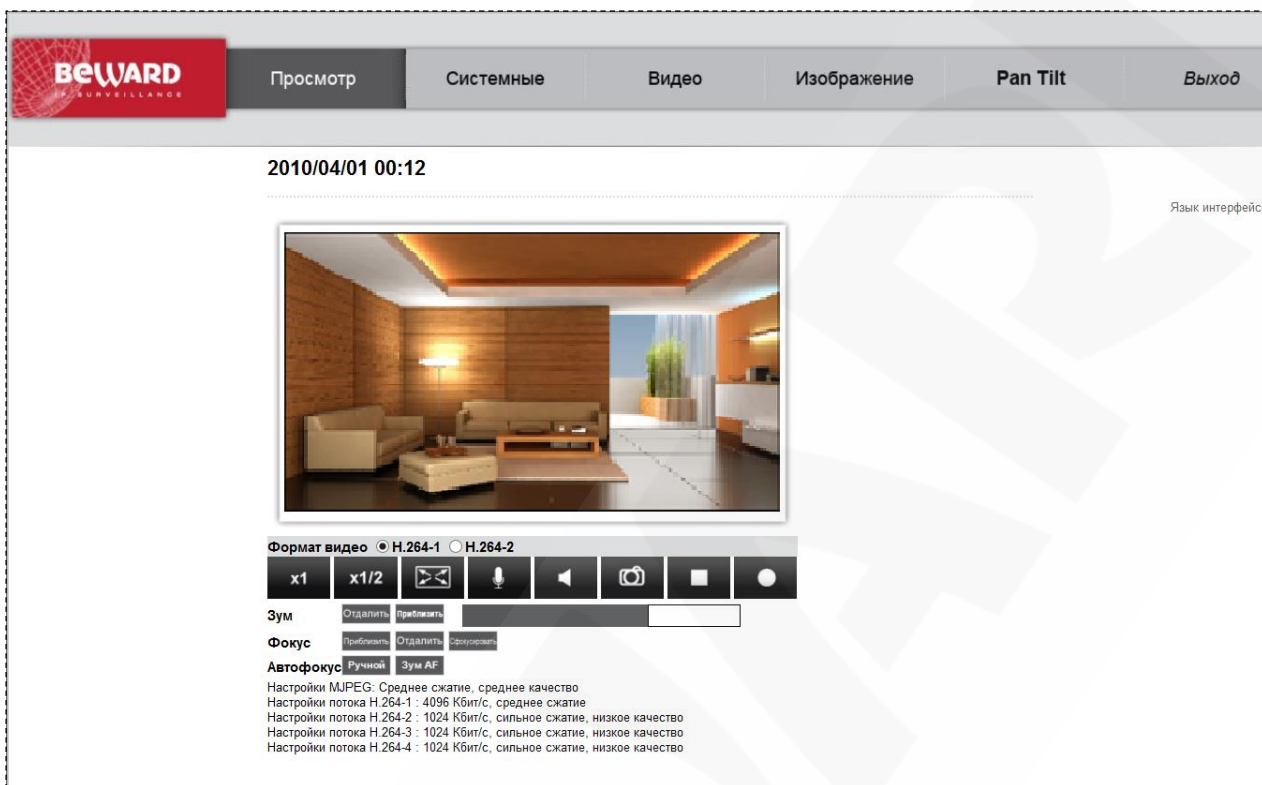 BEWARD
IP SURVEILLANCE
Просмотр Системные Видео Изображение Pan Tilt Выход
2010/04/01 00:12
Язык интерфейс
Формат видео H.264-1 H.264-2
x1 x1/2
Зум Отдалить Приблизить
Фокус Приблизить Отдалить Сфокусировать
Автофокус Ручной Зум AF
Настройки MJPEG: Среднее сжатие, среднее качество
Настройки потока H.264-1 : 4096 Кбит/с, среднее сжатие
Настройки потока H.264-2 : 1024 Кбит/с, сильное сжатие, низкое качество
Настройки потока H.264-3 : 1024 Кбит/с, сильное сжатие, низкое качество
Настройки потока H.264-4 : 1024 Кбит/с, сильное сжатие, низкое качество